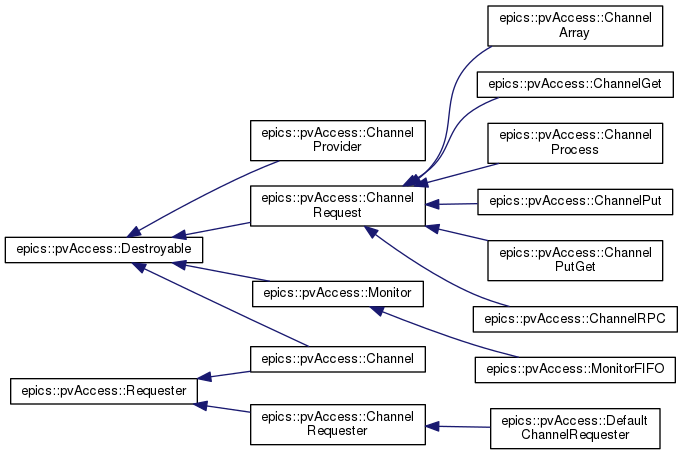 epics::pvAccess::Channel
Array
epics::pvAccess::ChannelGet
epics::pvAccess::Channel
Provider
epics::pvAccess::Channel
Process
epics::pvAccess::Channel
Request
epics::pvAccess::ChannelPut
epics::pvAccess::Destroyable
epics::pvAccess::Channel
PutGet
epics::pvAccess::Monitor
epics::pvAccess::ChannelRPC
epics::pvAccess::Channel
epics::pvAccess::MonitorFIFO
epics::pvAccess::Requester
epics::pvAccess::Channel
Requester
epics::pvAccess::Default
ChannelRequester